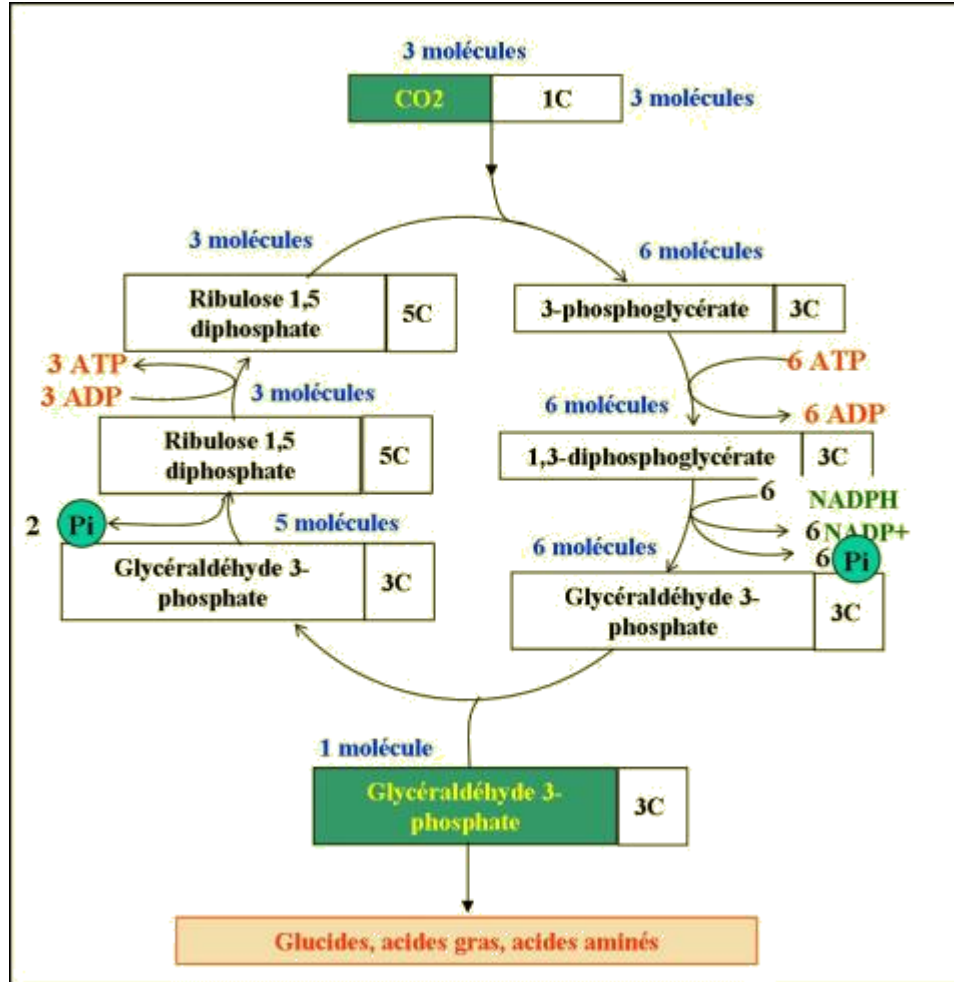 3 molécules
CO2
1C
3 molécules
3 molécules
6 molécules
Ribulose 1,5
diphosphate
5C
3-phosphoglycérate
3C
3 ATP
3 ADP
3 molécules
6 ATP
6 molécules
6 ADP
Ribulose 1,5
diphosphate
5C
1,3-diphosphoglycérate
3C
6
NADPH
2
Pi
5 molécules
6 NADP+
6 molécules
6
Pi
Glycéraldéhyde 3-
phosphate
3C
Glycéraldéhyde 3-
phosphate
3C
1 molécule
Glycéraldéhyde 3-
phosphate
3C
Glucides, acides gras, acides aminés